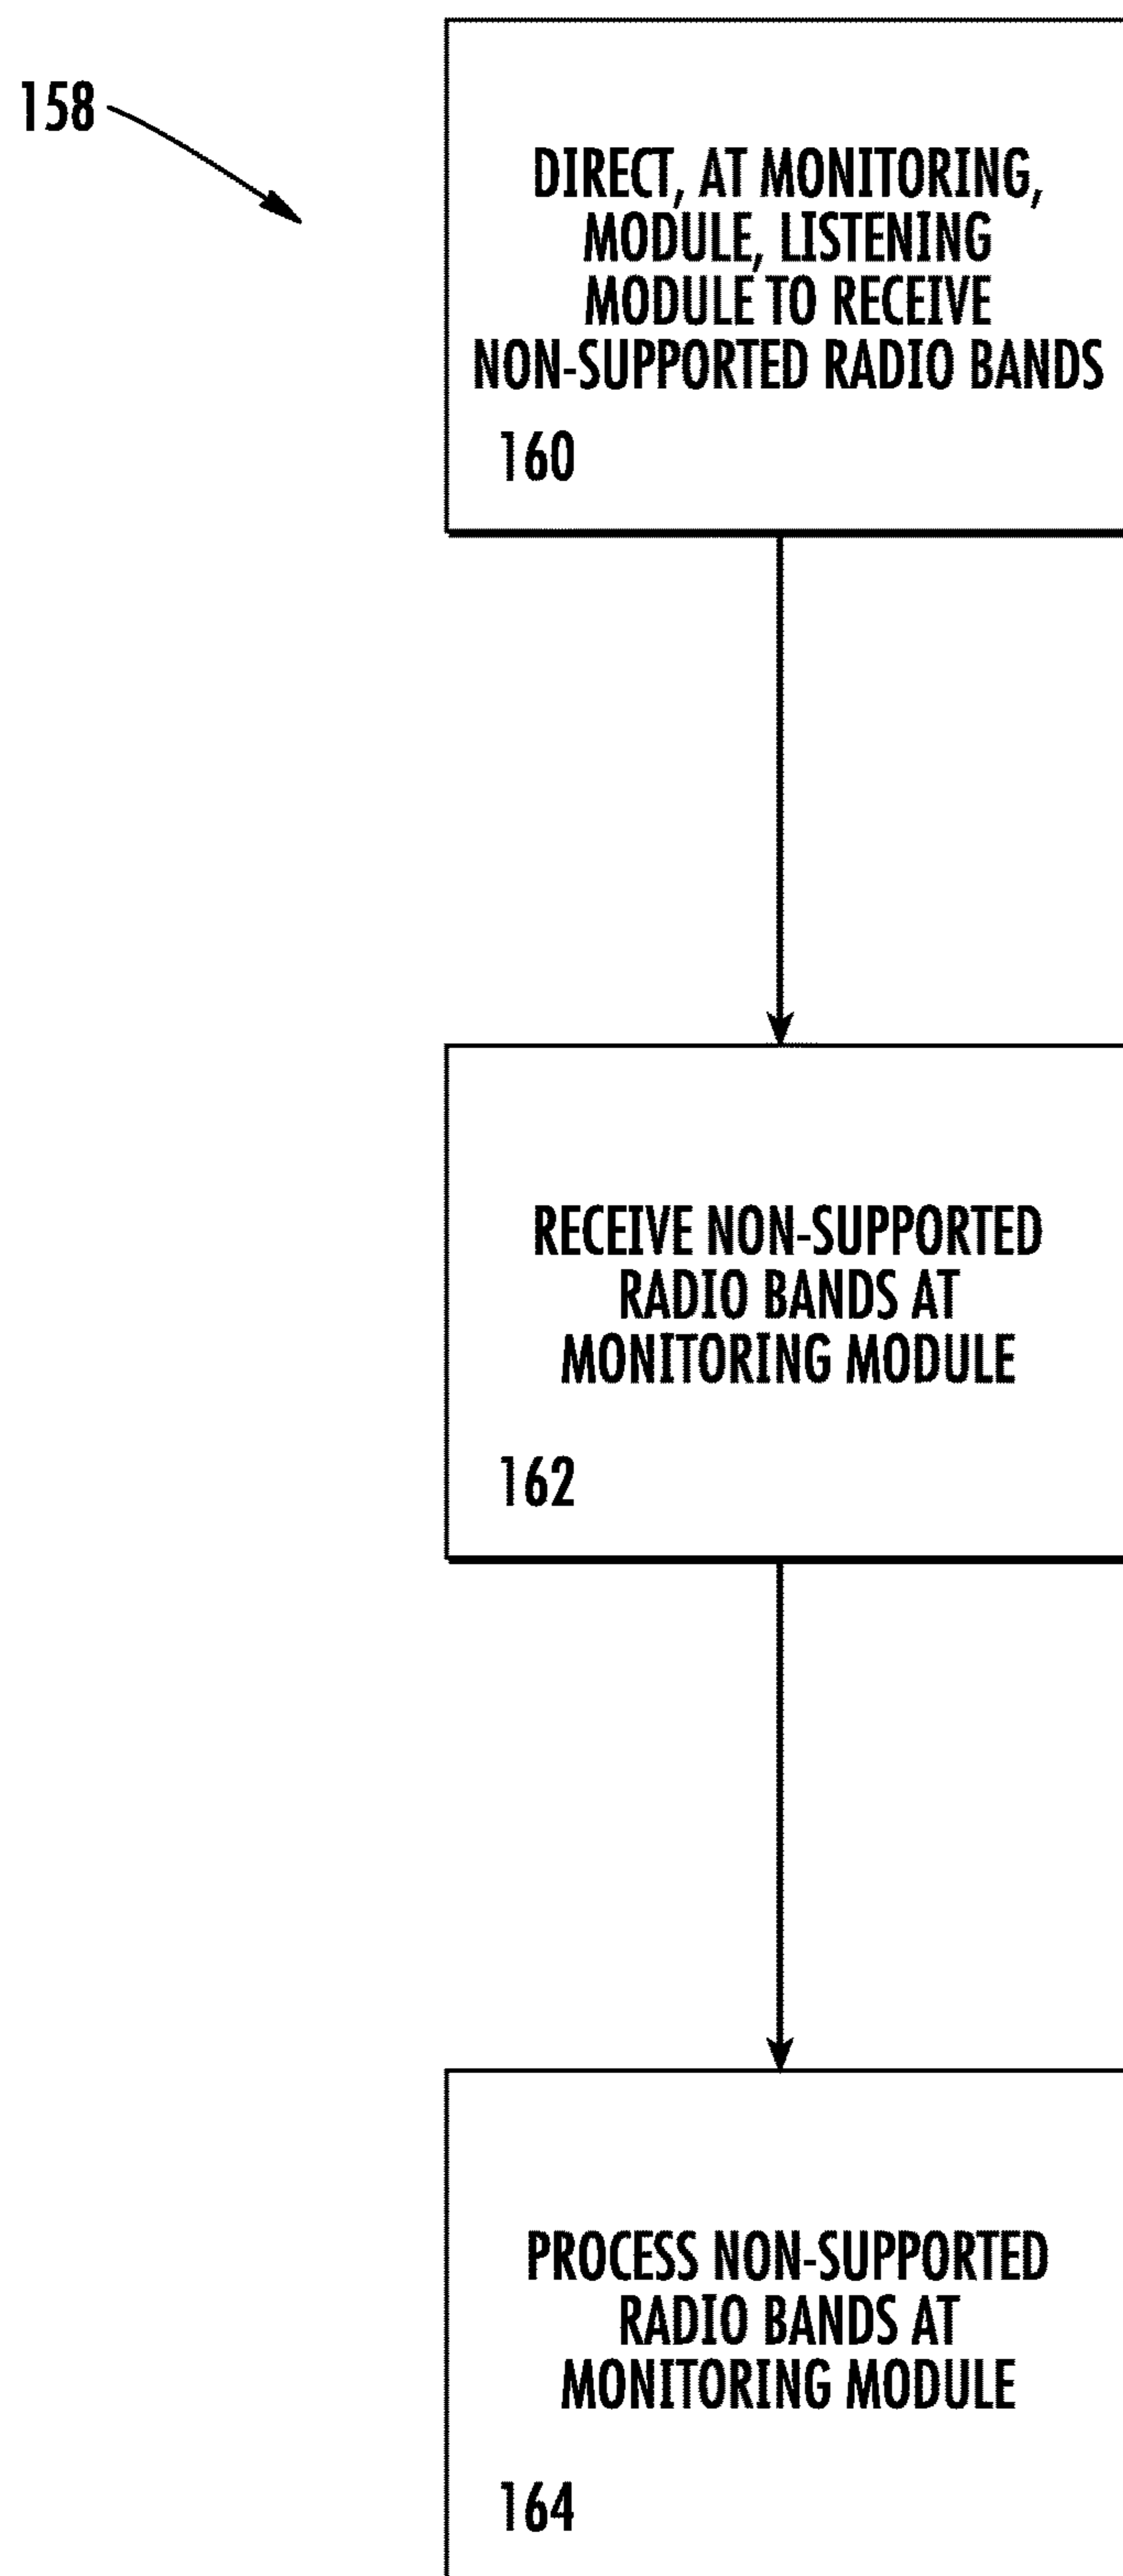 158
DIRECT, AT MONITORING,
MODULE, LISTENING
MODULE TO RECEIVE
NON-SUPPORTED RADIO BANDS
160
RECEIVE NON-SUPPORTED
RADIO BANDS AT
MONITORING MODULE
162
PROCESS NON-SUPPORTED
RADIO BANDS AT
MONITORING MODULE
164